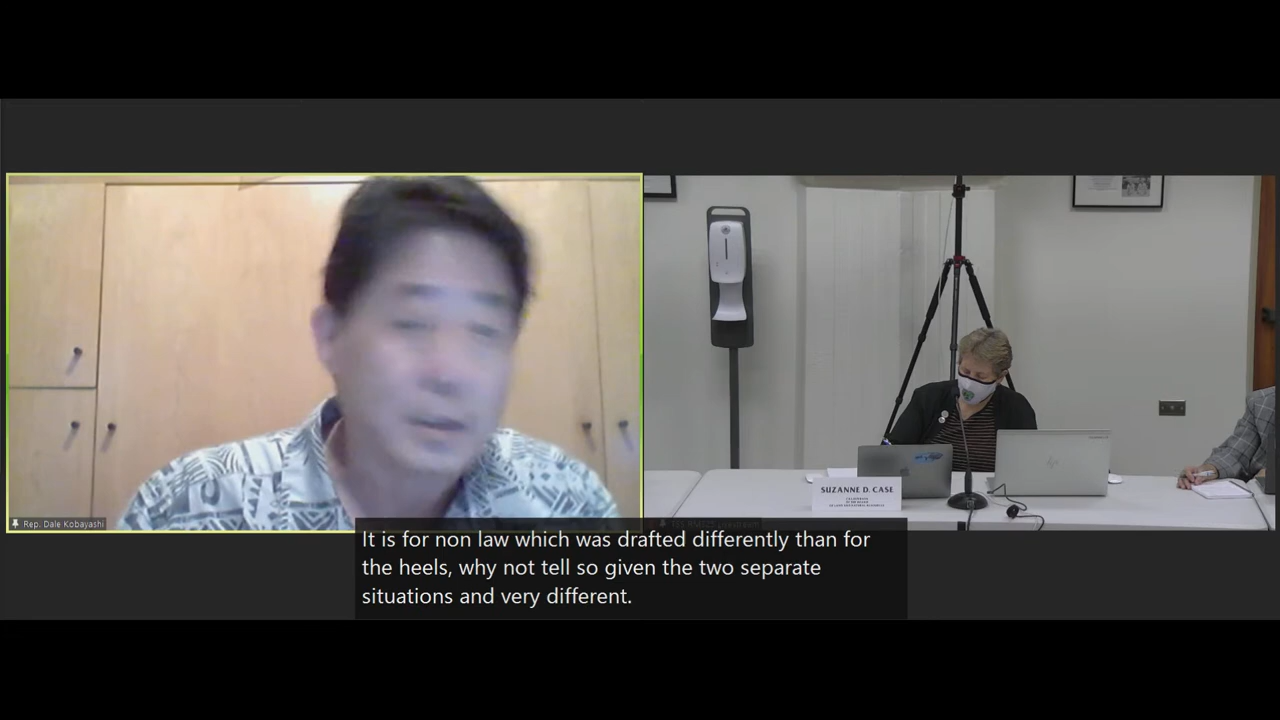 Rep. Dale Kobayashi
SUZANNE D. CASE
It is for non law which was drafted differently than for
the heels, why not tell so given the two separate
situations and very different.